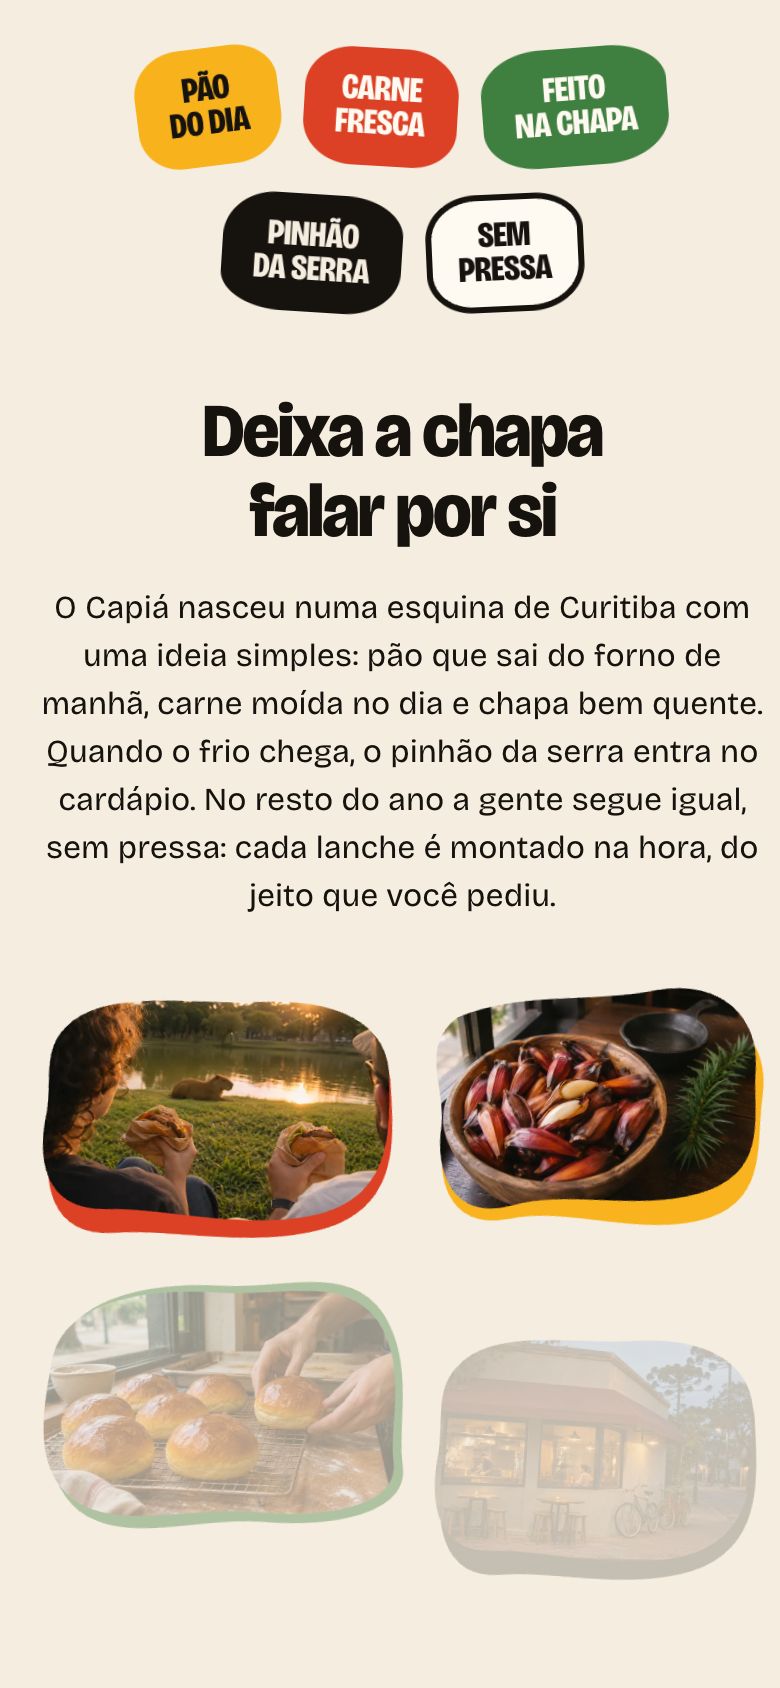 PÃO
DO DIA
CARNE
FRESCA
FEITO
NA CHAPA
PINHÃO
DA SERRA
SEM
PRESSA
Deixa a chapa
falar por si
O Capiá nasceu numa esquina de Curitiba com
uma ideia simples: pão que sai do forno de
manhã, carne moída no dia e chapa bem quente.
Quando o frio chega, o pinhão da serra entra no
cardápio. No resto do ano a gente segue igual,
sem pressa: cada lanche é montado na hora, do
jeito que você pediu.